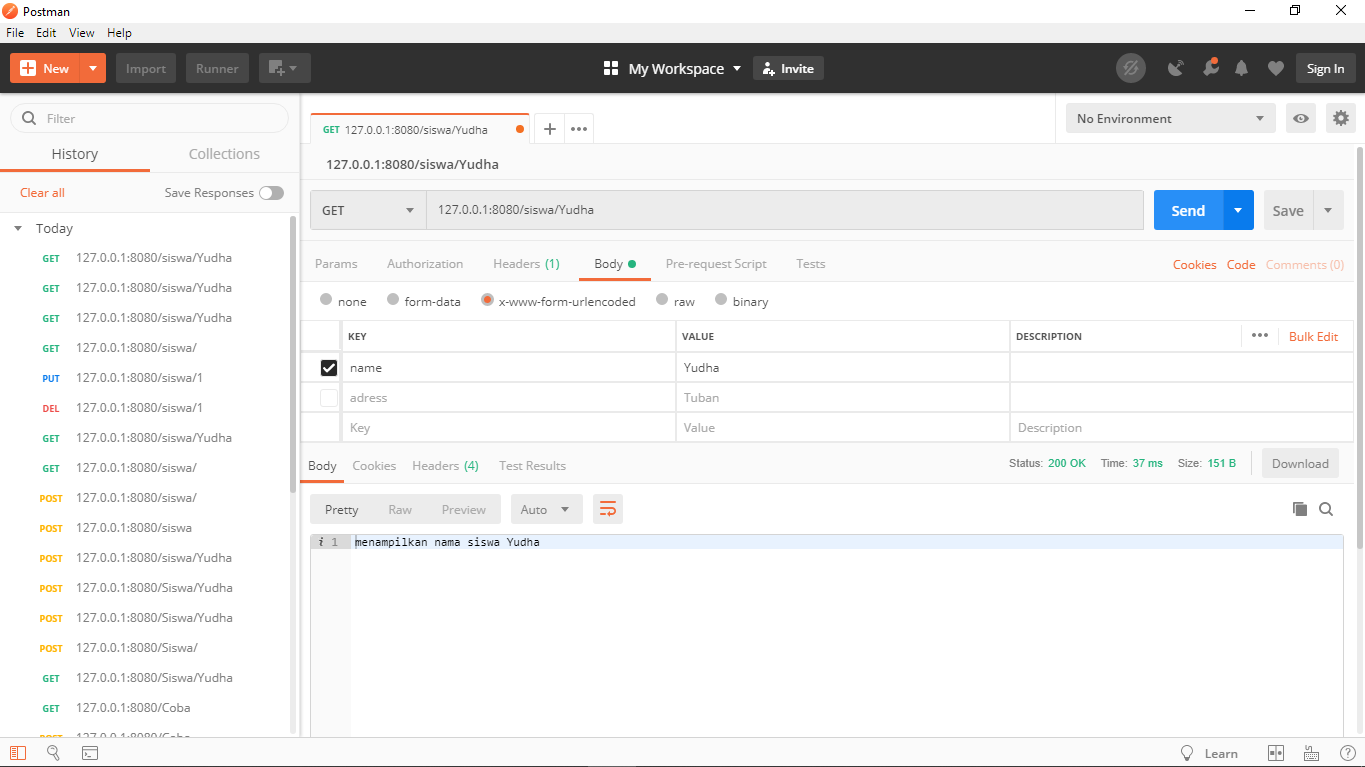 Postman
File Edit View Help
New Import Runner My Workspace Invite Sign In
Filter
History Collections
Clear all Save Responses
Today
GET 127.0.0.1:8080/siswa/Yudha
GET 127.0.0.1:8080/siswa/Yudha
GET 127.0.0.1:8080/siswa/Yudha
GET 127.0.0.1:8080/siswa/
PUT 127.0.0.1:8080/siswa/1
DEL 127.0.0.1:8080/siswa/1
GET 127.0.0.1:8080/siswa/Yudha
GET 127.0.0.1:8080/siswa/
POST 127.0.0.1:8080/siswa/
POST 127.0.0.1:8080/siswa
POST 127.0.0.1:8080/siswa/Yudha
POST 127.0.0.1:8080/Siswa/Yudha
POST 127.0.0.1:8080/Siswa/Yudha
POST 127.0.0.1:8080/Siswa/
GET 127.0.0.1:8080/Siswa/Yudha
GET 127.0.0.1:8080/Coba
GET 127.0.0.1:8080/siswa/Yudha No Environment
127.0.0.1:8080/siswa/Yudha
GET 127.0.0.1:8080/siswa/Yudha Send Save
Params Authorization Headers (1) Body Pre-request Script Tests Cookies Code Comments (0)
none form-data x-www-form-urlencoded raw binary
KEY VALUE DESCRIPTION Bulk Edit
name Yudha
adress Tuban
Key Value Description
Body Cookies Headers (4) Test Results Status: 200 OK Time: 37 ms Size: 151 B Download
Pretty Raw Preview Auto
i 1 menampilkan nama siswa Yudha
Learn